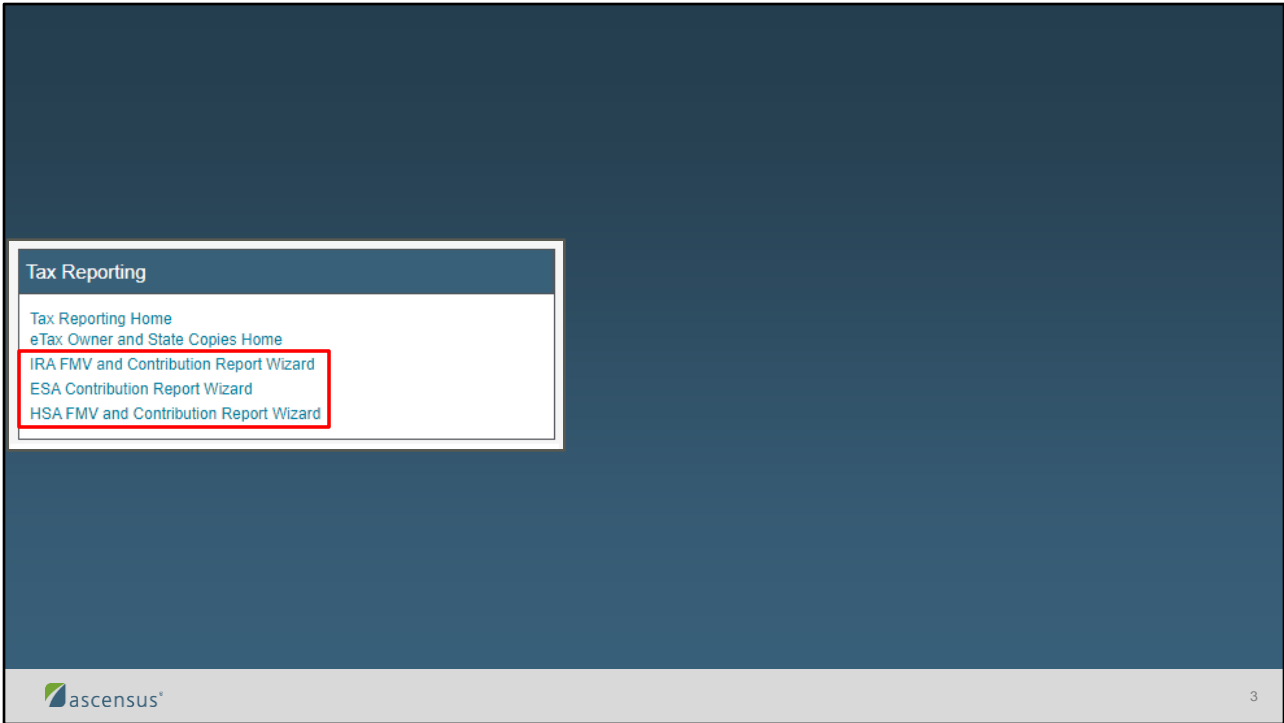 Tax Reporting
Tax Reporting Home
eTax Owner and State Copies Home
IRA FMV and Contribution Report Wizard
ESA Contribution Report Wizard
HSA FMV and Contribution Report Wizard
ascensus®
3